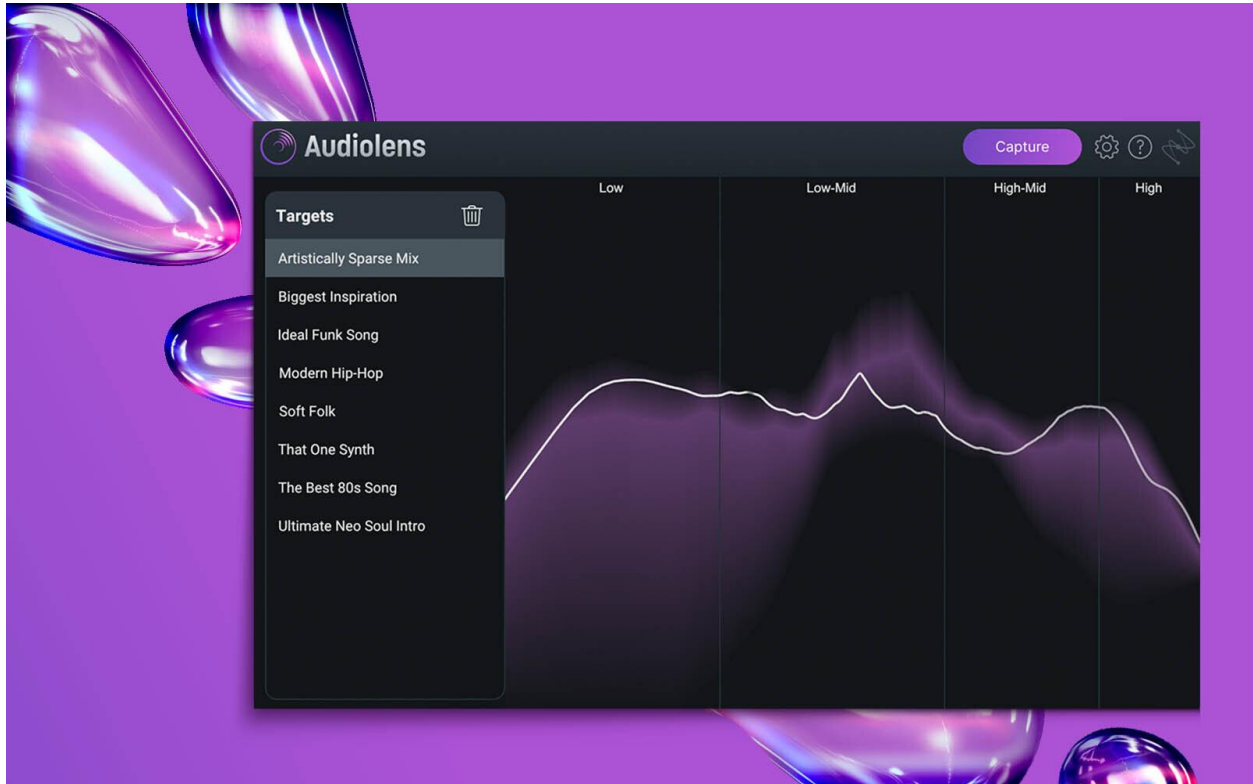 Audiolens
Capture
?
Low
Low-Mid
High-Mid
High
Targets
Artistically Sparse Mix
Biggest Inspiration
Ideal Funk Song
Modern Hip-Hop
Soft Folk
That One Synth
The Best 80s Song
Ultimate Neo Soul Intro